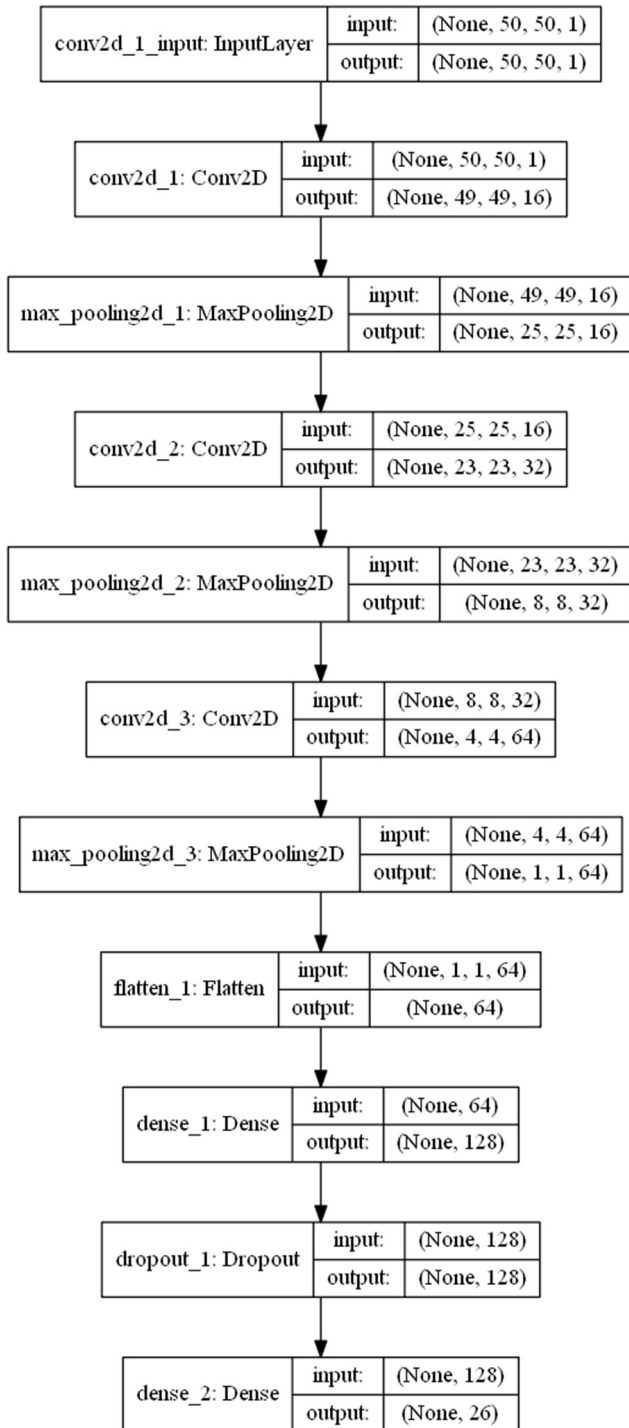 conv2d_1_input: InputLayer
input: (None, 50, 50, 1)
output: (None, 50, 50, 1)
conv2d_1: Conv2D
input: (None, 50, 50, 1)
output: (None, 49, 49, 16)
max_pooling2d_1: MaxPooling2D
input: (None, 49, 49, 16)
output: (None, 25, 25, 16)
conv2d_2: Conv2D
input: (None, 25, 25, 16)
output: (None, 23, 23, 32)
max_pooling2d_2: MaxPooling2D
input: (None, 23, 23, 32)
output: (None, 8, 8, 32)
conv2d_3: Conv2D
input: (None, 8, 8, 32)
output: (None, 4, 4, 64)
max_pooling2d_3: MaxPooling2D
input: (None, 4, 4, 64)
output: (None, 1, 1, 64)
flatten_1: Flatten
input: (None, 1, 1, 64)
output: (None, 64)
dense_1: Dense
input: (None, 64)
output: (None, 128)
dropout_1: Dropout
input: (None, 128)
output: (None, 128)
dense_2: Dense
input: (None, 128)
output: (None, 26)